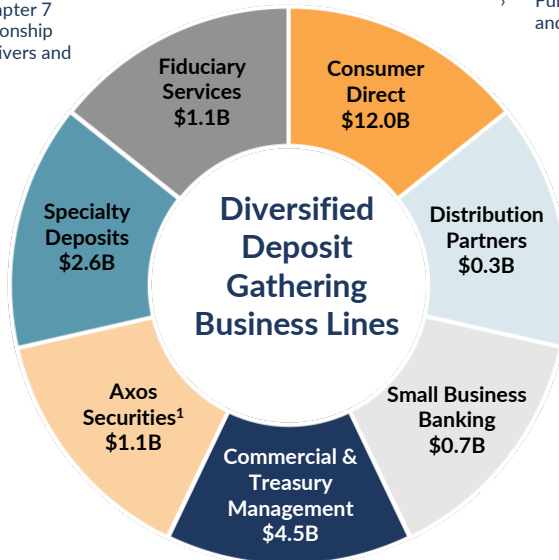 apter 7
onship
ivers and
›
and
Fiduciary
Services
$1.1B
Consumer
Direct
$12.0B
Distribution
Partners
$0.3B
Small Business
Banking
$0.7B
Commercial &
Treasury
Management
$4.5B
Axos
Securities¹
$1.1B
Specialty
Deposits
$2.6B
Diversified
Deposit
Gathering
Business Lines